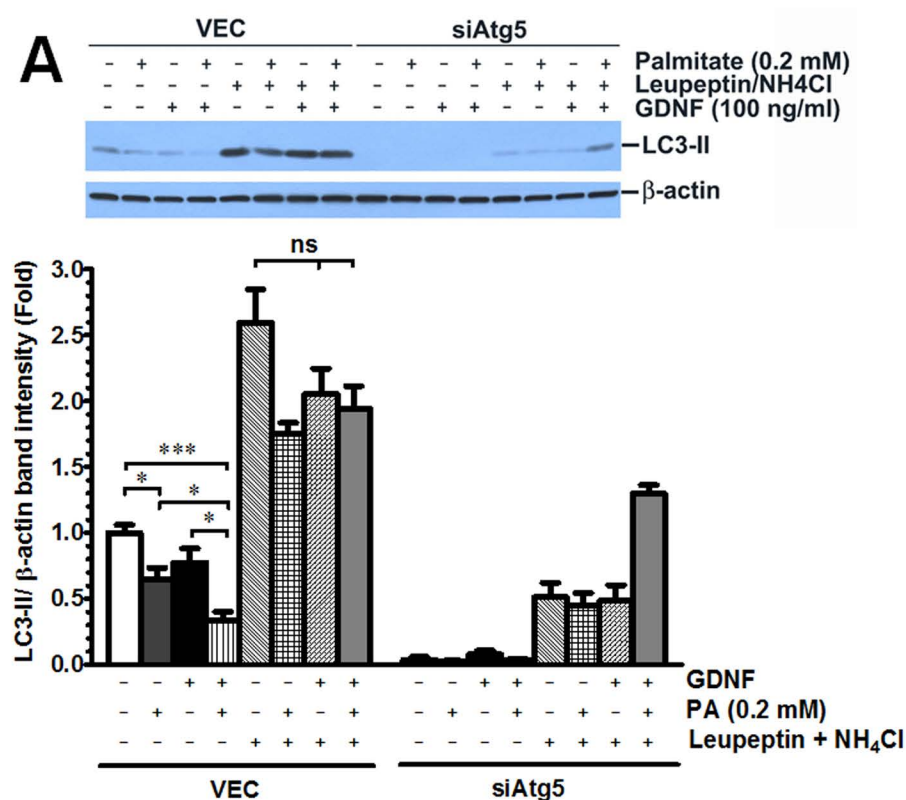 A
VEC siAtg5
− + − + − + − + − + − + − + − + Palmitate (0.2 mM)
− − − − + + + + − − − − + + + + Leupeptin/NH4Cl
− − + + − − + + − − + + − − + + GDNF (100 ng/ml)
LC3-II
β-actin
LC3-II/ β-actin band intensity (Fold)
ns
3.0
2.5
2.0
1.5
1.0
0.5
0.0
***
* *
*
− − + + − − + + − − + + − − + + GDNF
− + − + − + − + − + − + − + − + PA (0.2 mM)
− − − − + + + + − − − − + + + + Leupeptin + NH₄Cl
VEC siAtg5